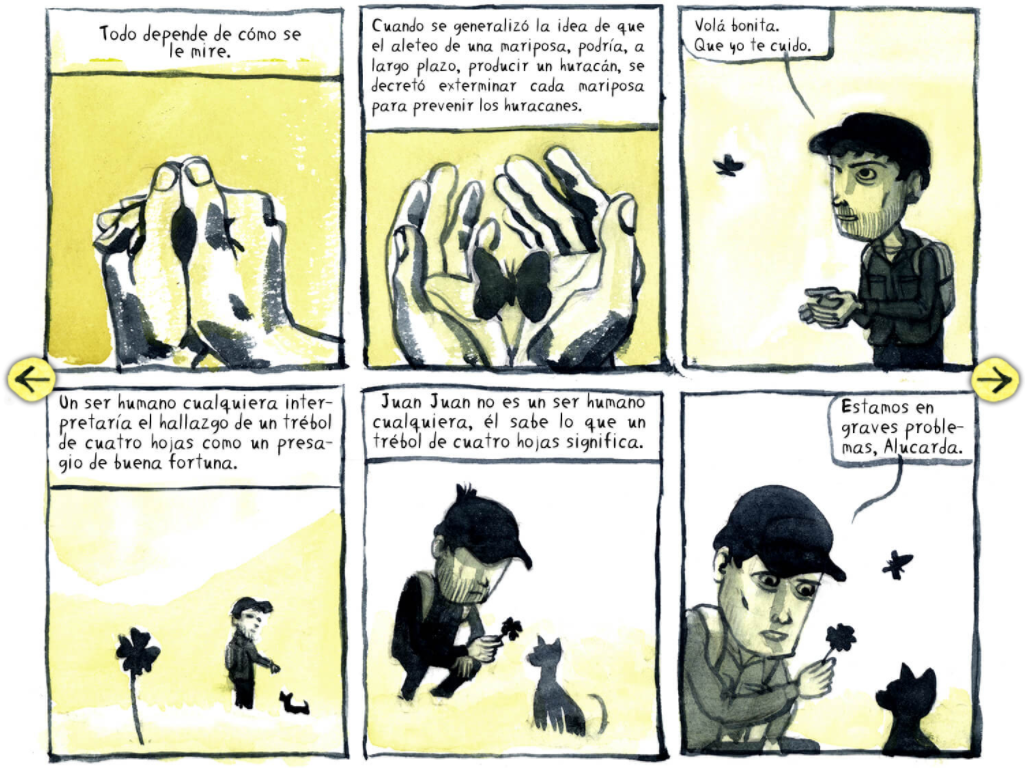 Todo depende de cómo se
le mire.
Cuando se generalizó la idea de que
el aleteo de una mariposa, podría, a
largo plazo, producir un huracán, se
decretó exterminar cada mariposa
para prevenir los huracanes.
Volá bonita.
Que yo te cuido.
Un ser humano cualquiera inter-
pretaría el hallazgo de un trébol
de cuatro hojas como un presa-
gio de buena fortuna.
Juan Juan no es un ser humano
cualquiera, él sabe lo que un
trébol de cuatro hojas significa.
Estamos en
graves proble-
mas, Alucarda.